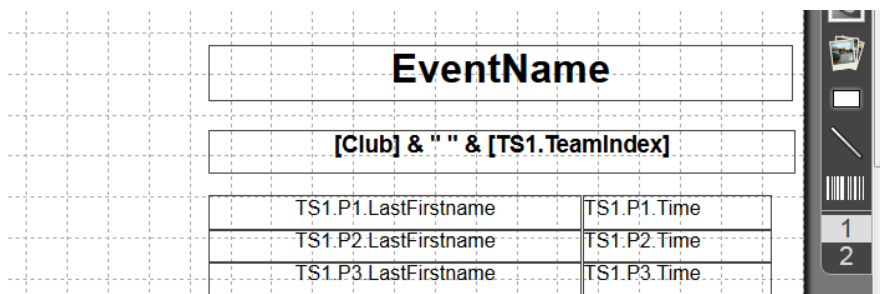 EventName
[Club] & " " & [TS1.TeamIndex]
TS1.P1.LastFirstname TS1.P1.Time
TS1.P2.LastFirstname TS1.P2.Time
TS1.P3.LastFirstname TS1.P3.Time
1
2